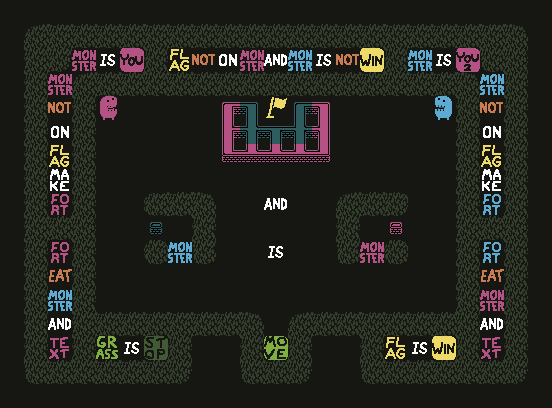 MONSTER IS YOU FLAG NOT ON MONSTER AND MONSTER IS NOT WIN MONSTER IS YOU 2
MONSTER NOT ON FLAG MAKE FORT
MONSTER NOT ON FLAG MAKE FORT
AND
IS
MONSTER
MONSTER
FORT EAT MONSTER AND TEXT
FORT EAT MONSTER AND TEXT
GRASS IS STOP
MOVE
FLAG IS WIN